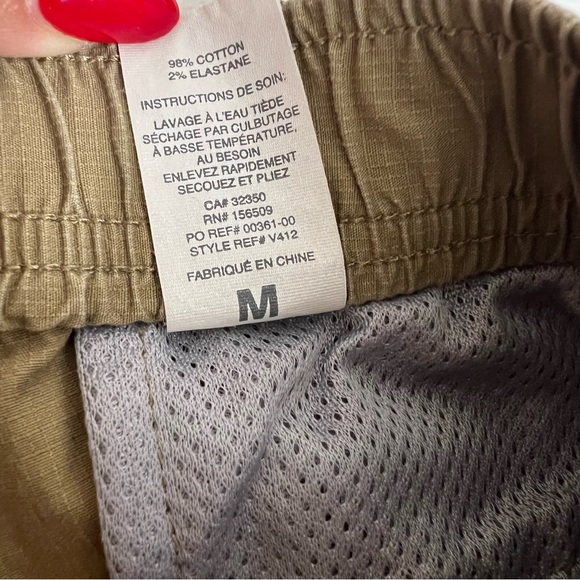 98% COTTON
2% ELASTANE
INSTRUCTIONS DE SOIN:
LAVAGE À L'EAU TIÈDE
SÉCHAGE PAR CULBUTAGE
À BASSE TEMPÉRATURE,
AU BESOIN
ENLEVEZ RAPIDEMENT
SECOUEZ ET PLIEZ
CA# 32350
RN# 156509
PO REF# 00361-00
STYLE REF# V412
FABRIQUÉ EN CHINE
M